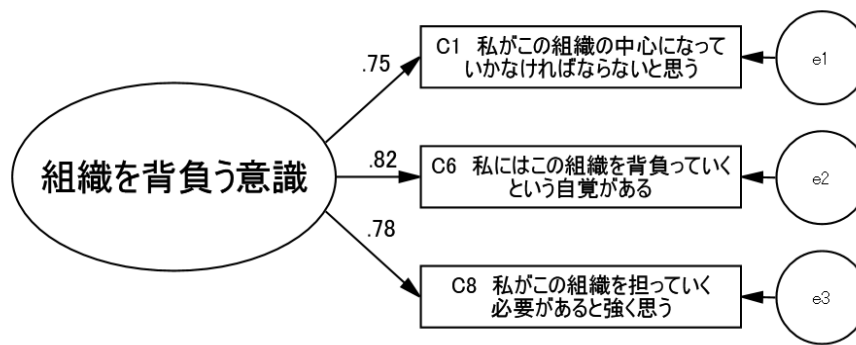 C1 私がこの組織の中心になって
いかなければならないと思う
e1
.75
組織を背負う意識
.82
C6 私にはこの組織を背負っていく
という自覚がある
e2
.78
C8 私がこの組織を担っていく
必要があると強く思う
e3